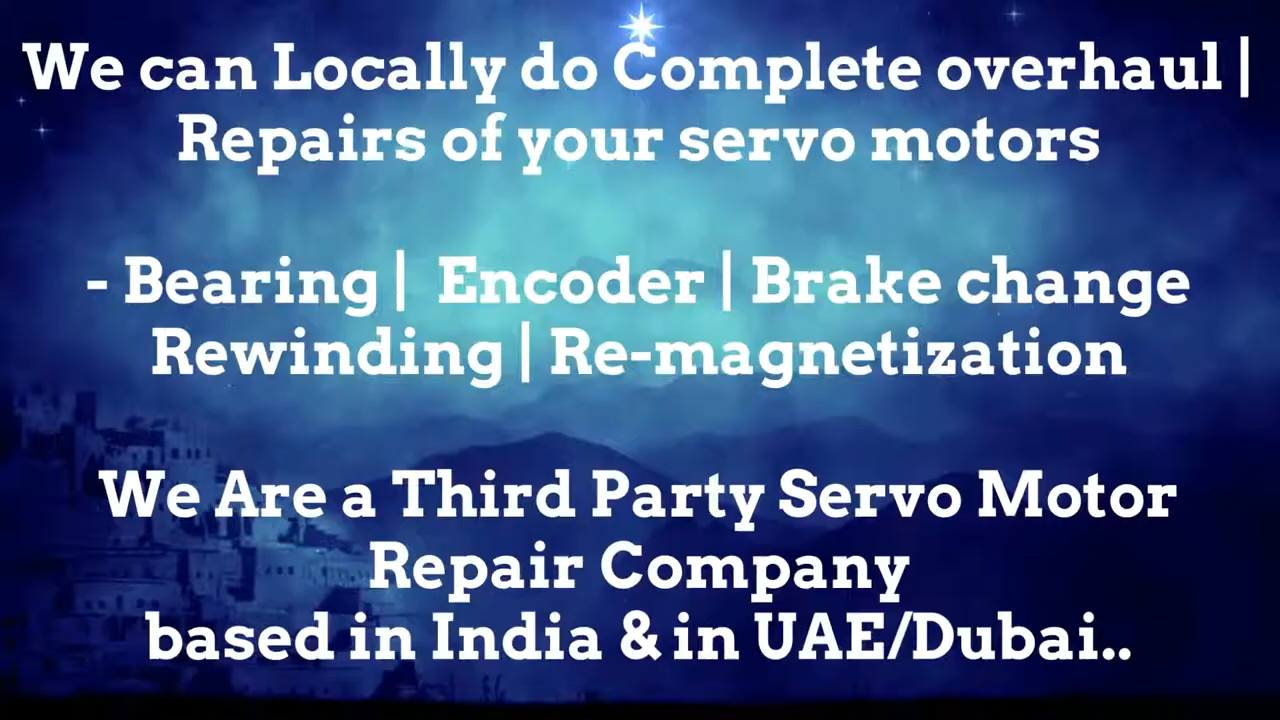 We can Locally do Complete overhaul |
Repairs of your servo motors
- Bearing |  Encoder | Brake change
Rewinding | Re-magnetization
We Are a Third Party Servo Motor
Repair Company
based in India & in UAE/Dubai..